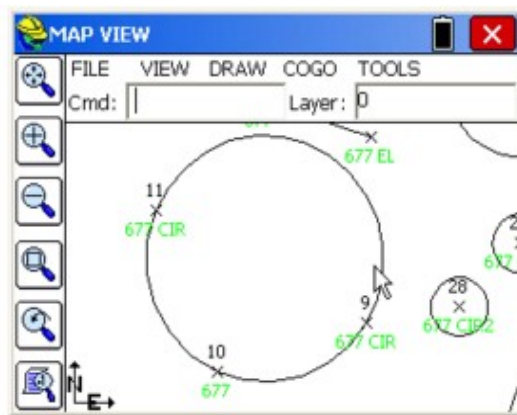 MAP VIEW
FILE VIEW DRAW COGO TOOLS
Cmd: Layer: 0
677 EL
11
677 CIR
28
677 CIR2
9
677 CIR
10
677
677
N
E